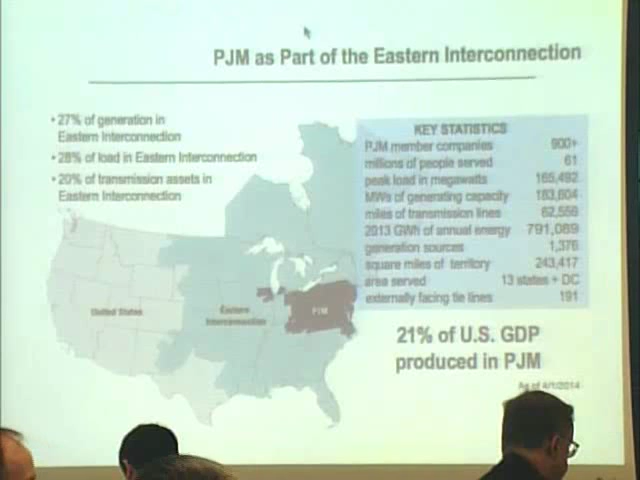 PJM as Part of the Eastern Interconnection
• 27% of generation in
Eastern Interconnection
• 28% of load in Eastern Interconnection
• 20% of transmission assets in
Eastern Interconnection
KEY STATISTICS
PJM member companies 900+
millions of people served 61
peak load in megawatts 165,492
MWs of generating capacity 183,604
miles of transmission lines 62,556
2013 GWh of annual energy 791,089
generation sources 1,376
square miles of territory 243,417
area served 13 states + DC
externally facing tie lines 191
United States
Eastern
Interconnection
PJM
21% of U.S. GDP
produced in PJM
As of 4/1/2014